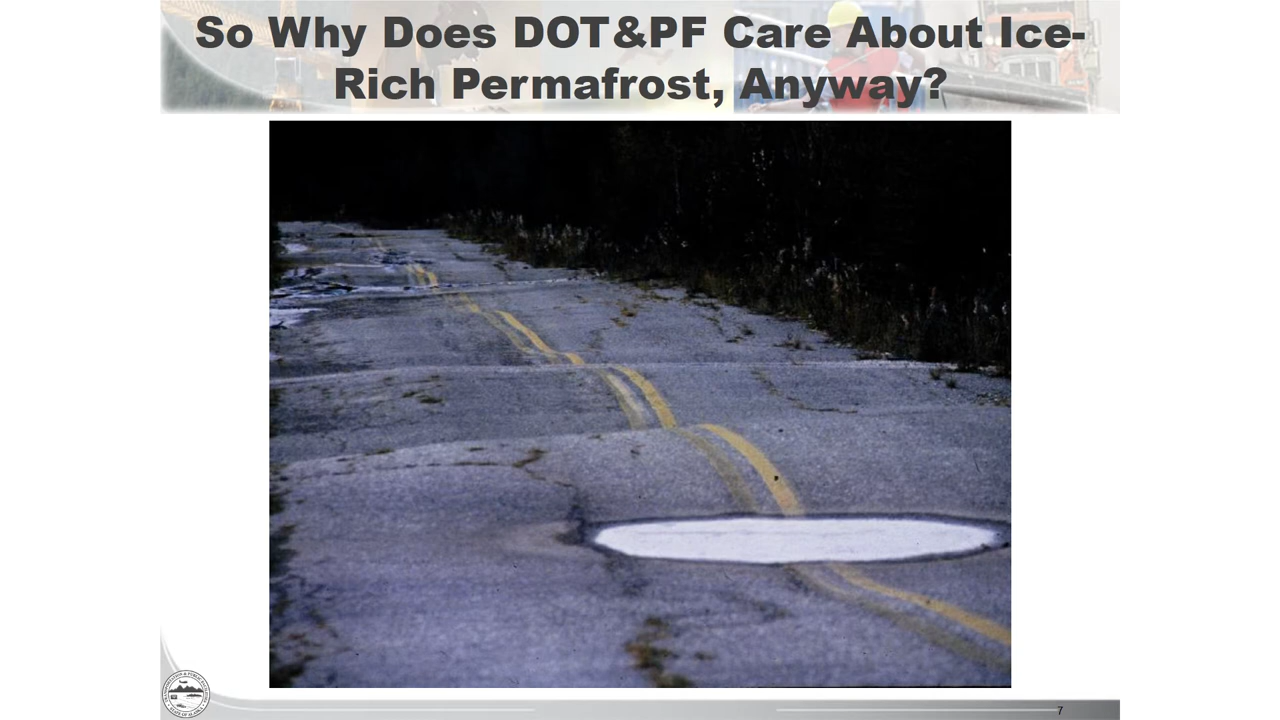 So Why Does DOT&PF Care About Ice-
Rich Permafrost, Anyway?
7